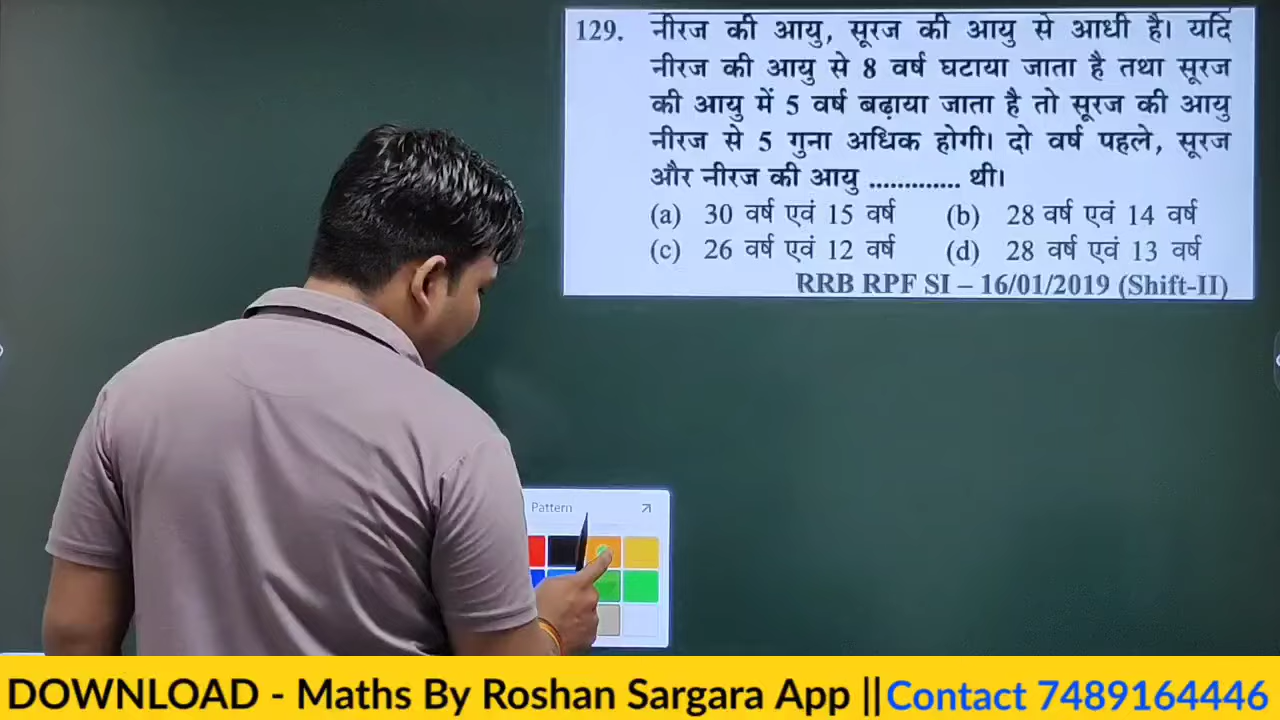 129. नीरज की आयु, सूरज की आयु से आधी है। यदि
नीरज की आयु से 8 वर्ष घटाया जाता है तथा सूरज
की आयु में 5 वर्ष बढ़ाया जाता है तो सूरज की आयु
नीरज से 5 गुना अधिक होगी। दो वर्ष पहले, सूरज
और नीरज की आयु ............. थी।
(a) 30 वर्ष एवं 15 वर्ष (b) 28 वर्ष एवं 14 वर्ष
(c) 26 वर्ष एवं 12 वर्ष (d) 28 वर्ष एवं 13 वर्ष
RRB RPF SI – 16/01/2019 (Shift-II)
Pattern
DOWNLOAD - Maths By Roshan Sargara App || Contact 7489164446